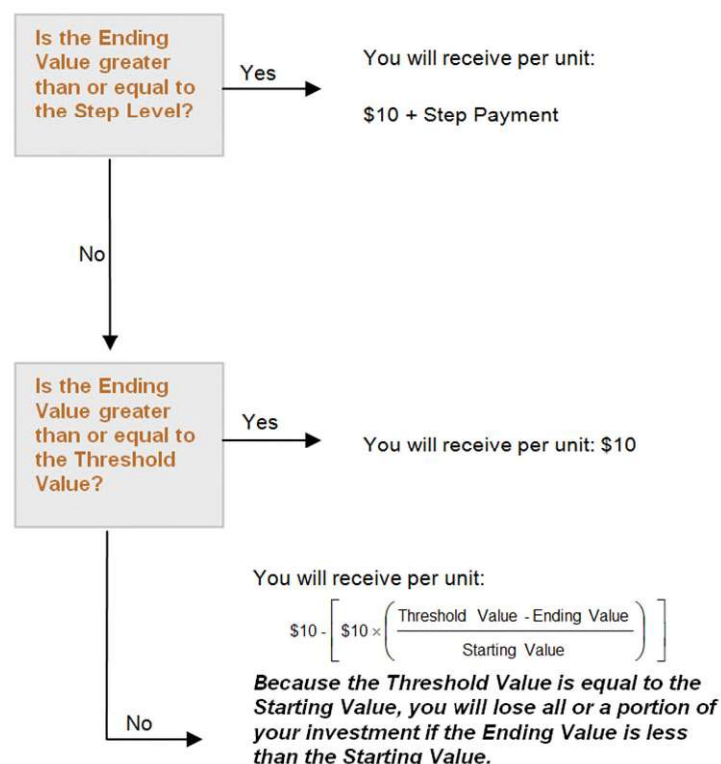 Is the Ending
Value greater
than or equal to
the Step Level?
Yes
You will receive per unit:
$10 + Step Payment
No
Is the Ending
Value greater
than or equal to
the Threshold
Value?
Yes
You will receive per unit: $10
You will receive per unit:
$10 - [ $10 × ( Threshold Value - Ending Value / Starting Value ) ]
Because the Threshold Value is equal to the
Starting Value, you will lose all or a portion of
your investment if the Ending Value is less
than the Starting Value.
No